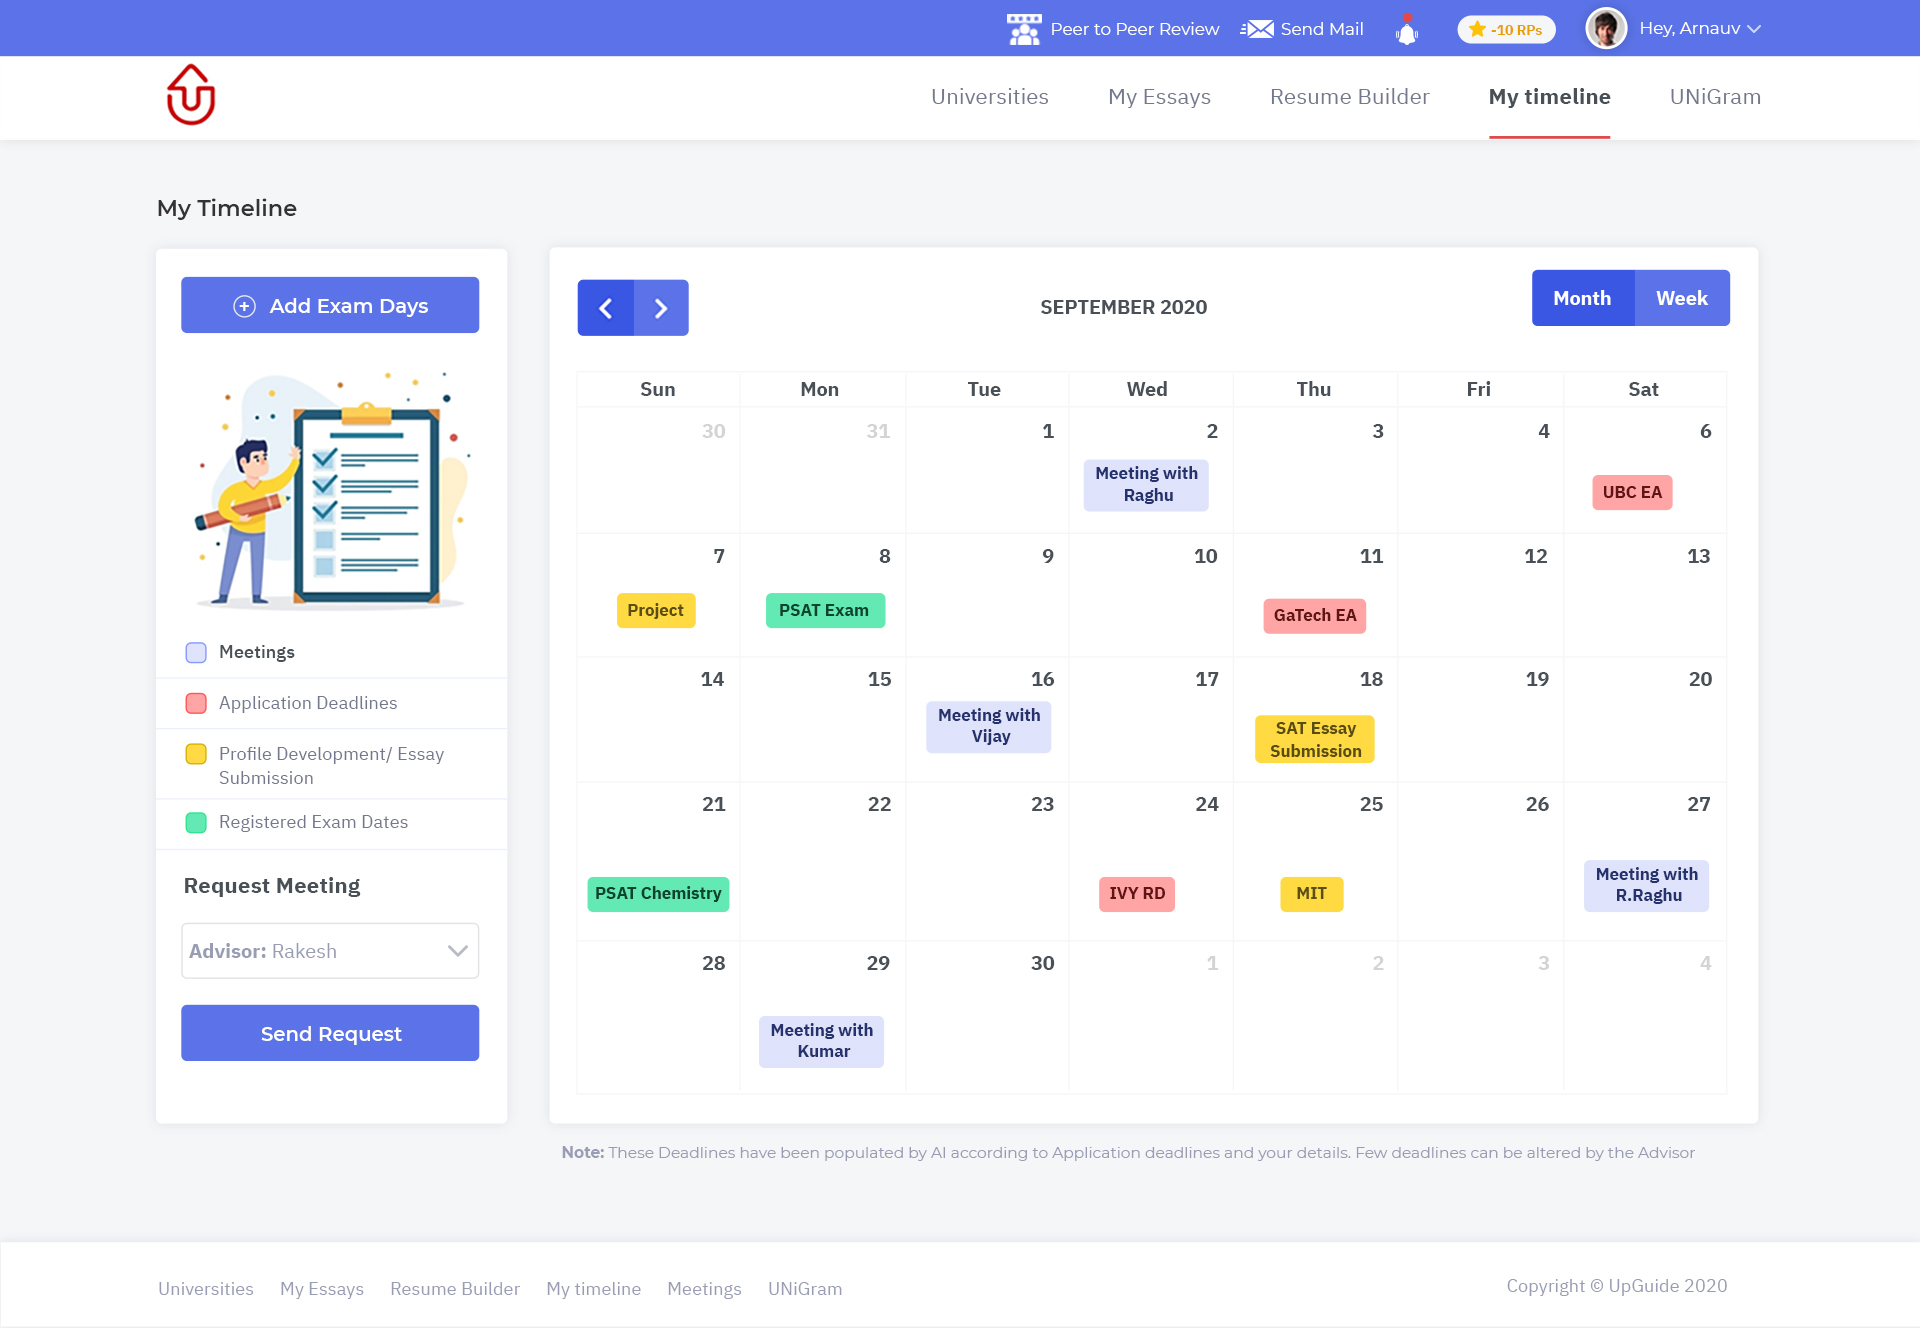 Peer to Peer Review
Send Mail
-10 RPs
Hey, Arnauv
Universities
My Essays
Resume Builder
My timeline
UNiGram
My Timeline
Add Exam Days
Meetings
Application Deadlines
Profile Development/ Essay
Submission
Registered Exam Dates
Request Meeting
Advisor: Rakesh
Send Request
SEPTEMBER 2020
Month
Week
Sun Mon Tue Wed Thu Fri Sat
30 31 1 2 3 4 6
Meeting with
Raghu
UBC EA
7 8 9 10 11 12 13
Project
PSAT Exam
GaTech EA
14 15 16 17 18 19 20
Meeting with
Vijay
SAT Essay
Submission
21 22 23 24 25 26 27
PSAT Chemistry
IVY RD
MIT
Meeting with
R.Raghu
28 29 30 1 2 3 4
Meeting with
Kumar
Note: These Deadlines have been populated by AI according to Application deadlines and your details. Few deadlines can be altered by the Advisor
Universities
My Essays
Resume Builder
My timeline
Meetings
UNiGram
Copyright © UpGuide 2020